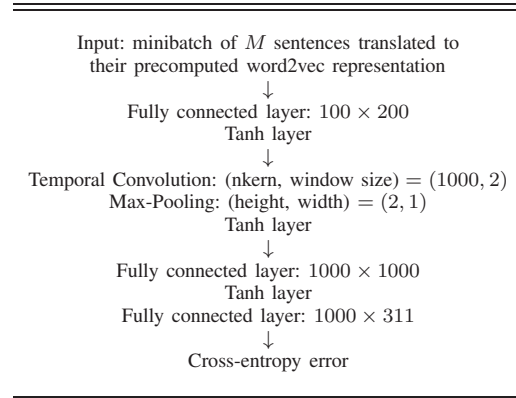 Input: minibatch of M sentences translated to
their precomputed word2vec representation
↓
Fully connected layer: 100 × 200
Tanh layer
↓
Temporal Convolution: (nkern, window size) = (1000, 2)
Max-Pooling: (height, width) = (2, 1)
Tanh layer
↓
Fully connected layer: 1000 × 1000
Tanh layer
Fully connected layer: 1000 × 311
↓
Cross-entropy error